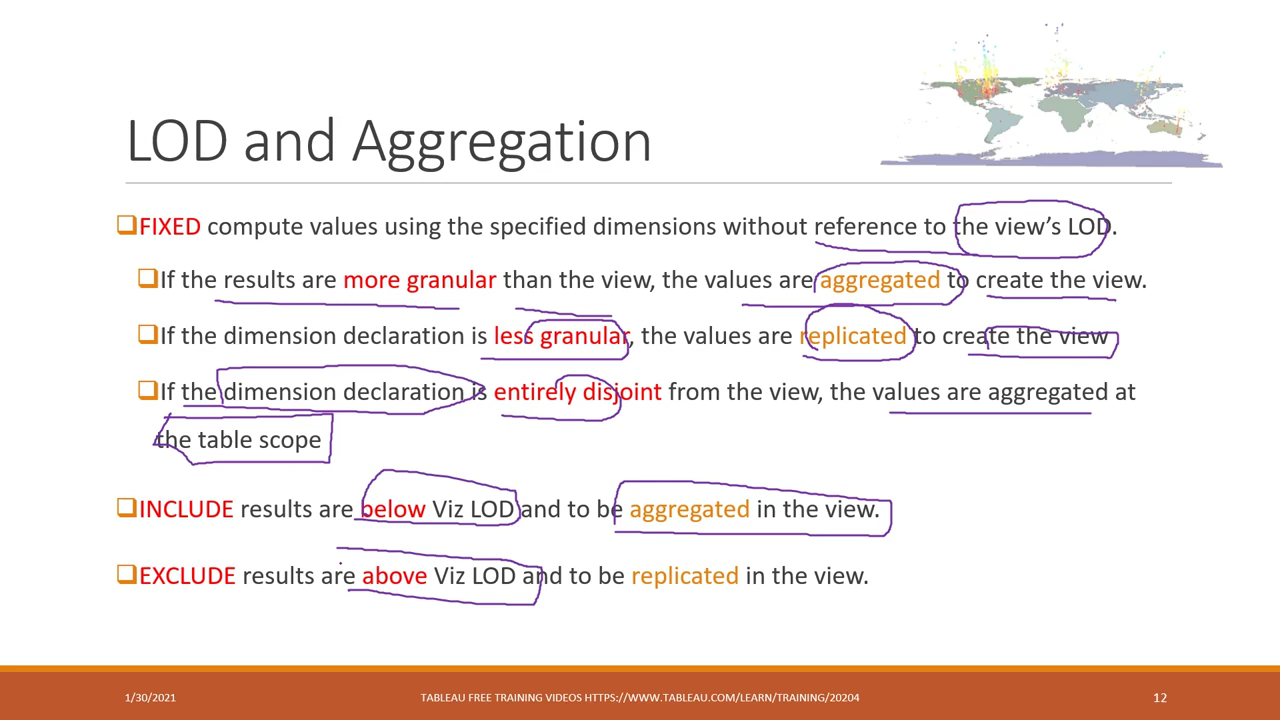 LOD and Aggregation
FIXED compute values using the specified dimensions without reference to the view’s LOD.
If the results are more granular than the view, the values are aggregated to create the view.
If the dimension declaration is less granular, the values are replicated to create the view
If the dimension declaration is entirely disjoint from the view, the values are aggregated at
the table scope
INCLUDE results are below Viz LOD and to be aggregated in the view.
EXCLUDE results are above Viz LOD and to be replicated in the view.
1/30/2021
TABLEAU FREE TRAINING VIDEOS HTTPS://WWW.TABLEAU.COM/LEARN/TRAINING/20204
12